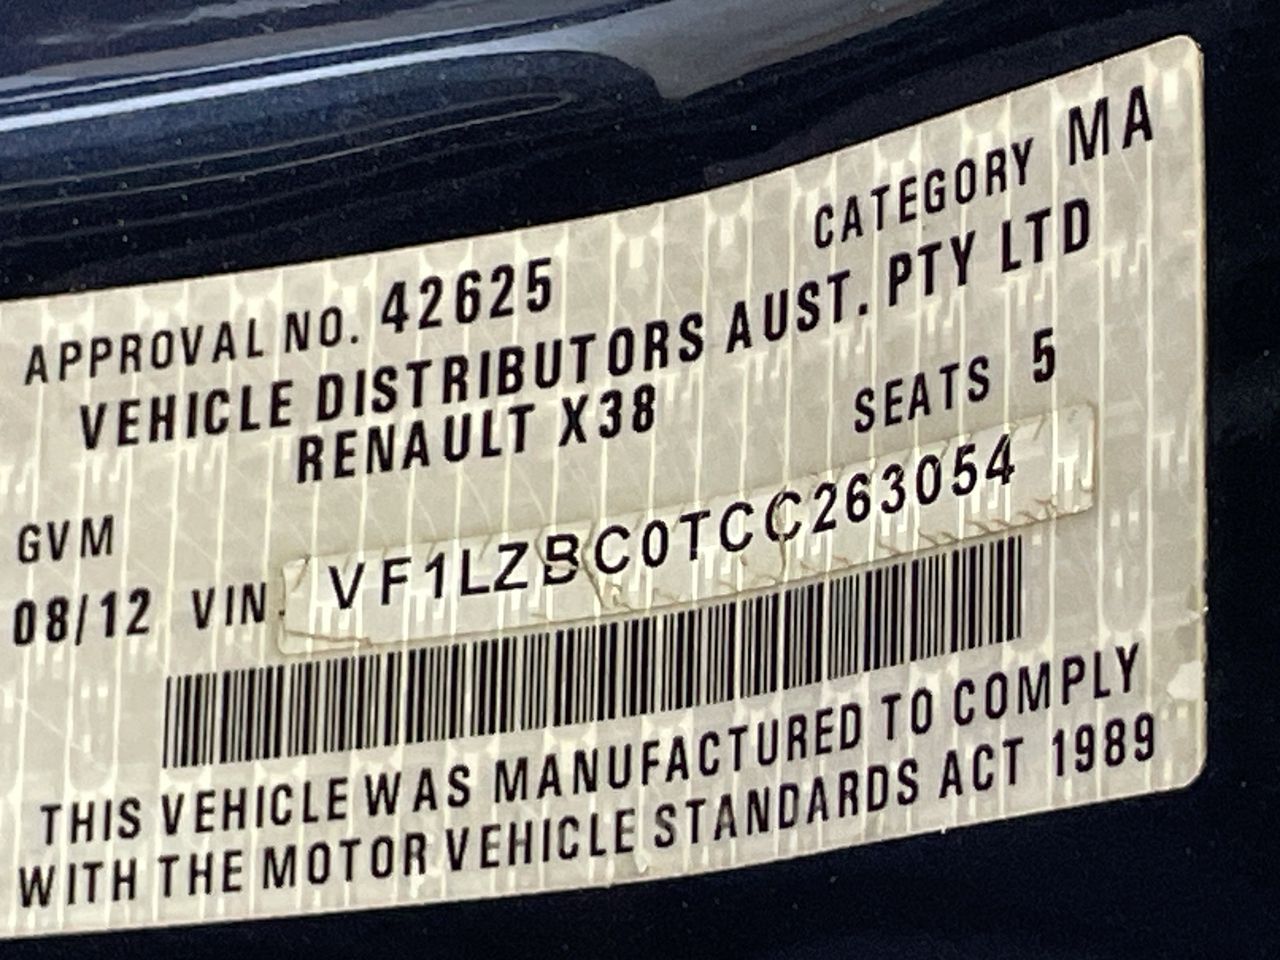 CATEGORY MA
APPROVAL NO. 42625
VEHICLE DISTRIBUTORS AUST. PTY LTD
RENAULT X38
SEATS 5
GVM
08/12 VIN. VF1LZBC0TCC263054
THIS VEHICLE WAS MANUFACTURED TO COMPLY
WITH THE MOTOR VEHICLE STANDARDS ACT 1989